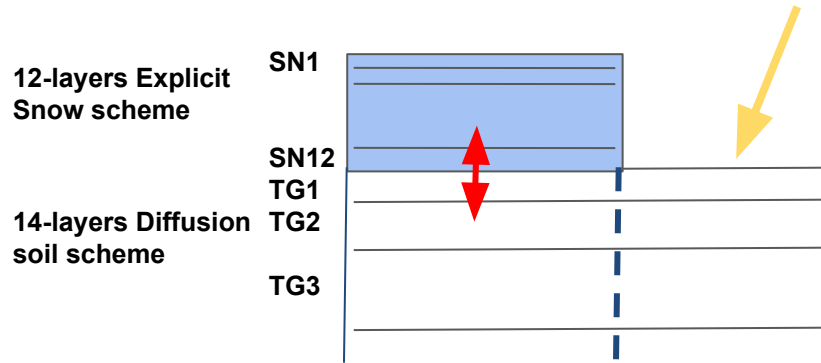 SN1
12-layers Explicit
Snow scheme
SN12
TG1
14-layers Diffusion
TG2
soil scheme
TG3